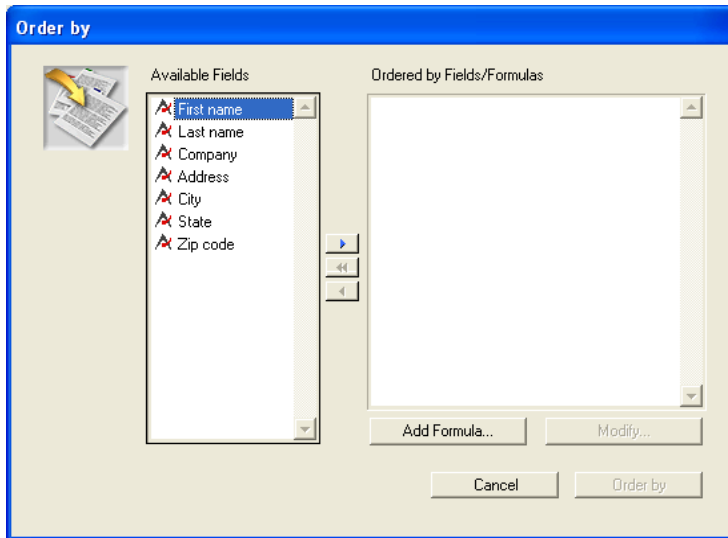 Order by
Available Fields
Ordered by Fields/Formulas
First name
Last name
Company
Address
City
State
Zip code
Add Formula...
Modify...
Cancel
Order by